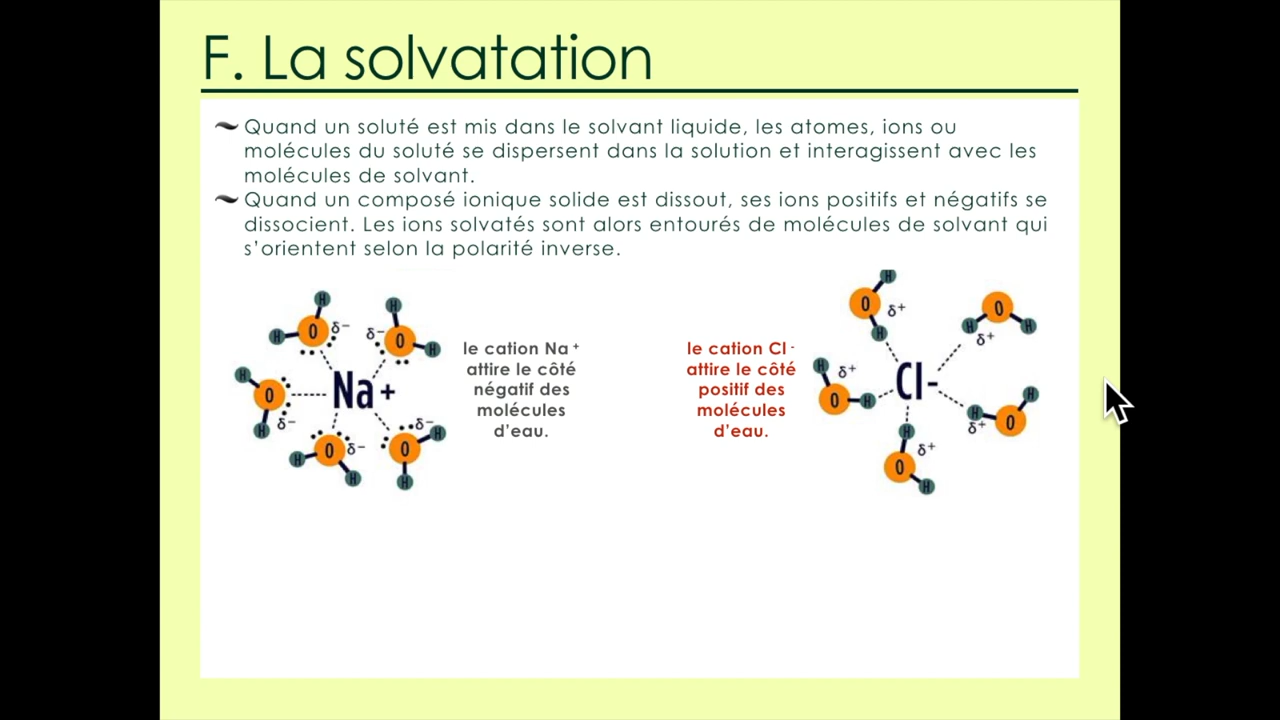 F. La solvatation
Quand un soluté est mis dans le solvant liquide, les atomes, ions ou
molécules du soluté se dispersent dans la solution et interagissent avec les
molécules de solvant.
Quand un composé ionique solide est dissout, ses ions positifs et négatifs se
dissocient. Les ions solvatés sont alors entourés de molécules de solvant qui
s’orientent selon la polarité inverse.
H H O δ−
H δ− O H
H O H δ−
Na+
H O δ− H
δ− H O H
le cation Na⁺
attire le côté
négatif des
molécules
d’eau.
le cation Cl⁻
attire le côté
positif des
molécules
d’eau.
H O δ+ H
O H H δ+
H δ+ O H
Cl-
H H δ+ O
H δ+ O H